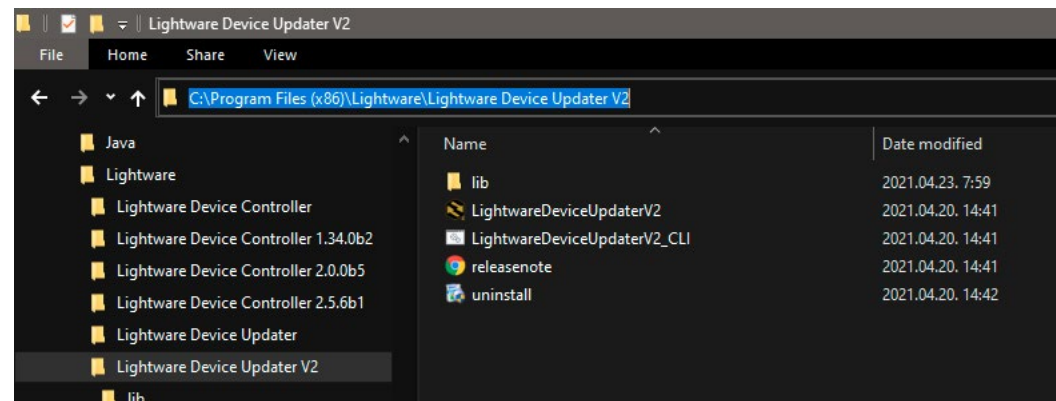 Lightware Device Updater V2
File Home Share View
C:\Program Files (x86)\Lightware\Lightware Device Updater V2
Java
Lightware
Lightware Device Controller
Lightware Device Controller 1.34.0b2
Lightware Device Controller 2.0.0b5
Lightware Device Controller 2.5.6b1
Lightware Device Updater
Lightware Device Updater V2
lib
Name Date modified
lib 2021.04.23. 7:59
LightwareDeviceUpdaterV2 2021.04.20. 14:41
LightwareDeviceUpdaterV2_CLI 2021.04.20. 14:41
releasenote 2021.04.20. 14:41
uninstall 2021.04.20. 14:42